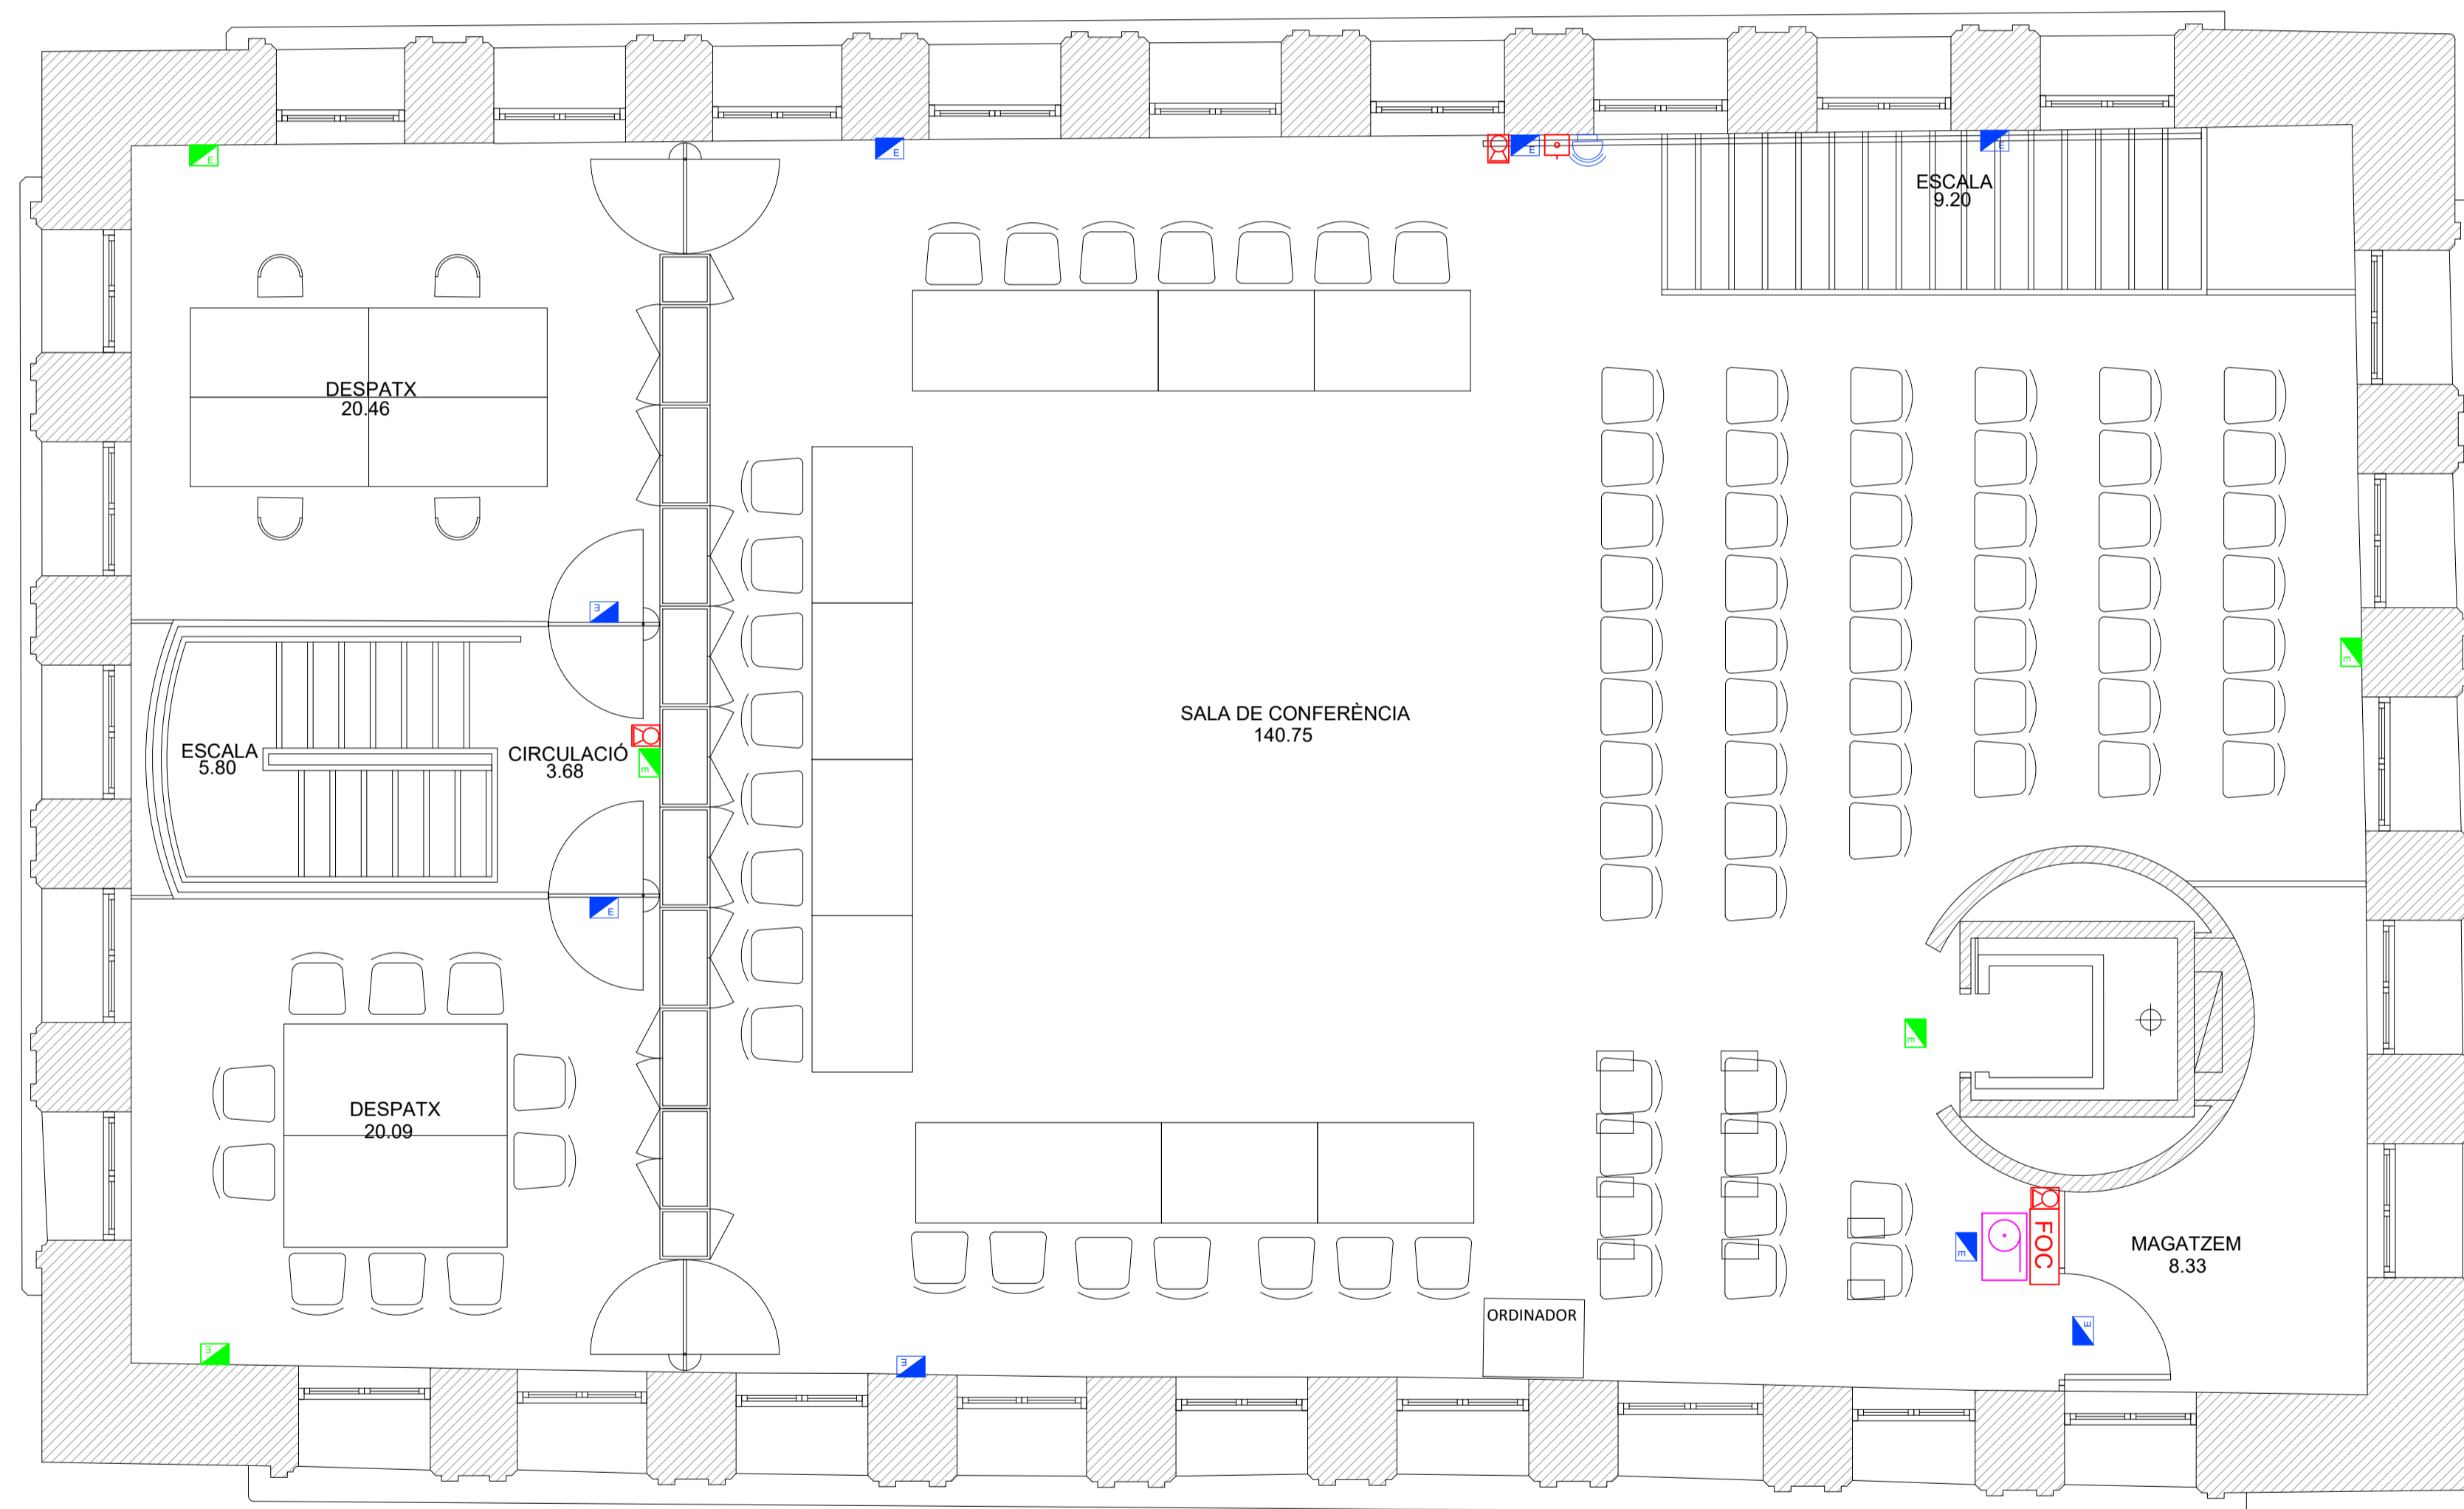 E
E
E
E
ESCALA
9.20
DESPATX
20.46
E
m
SALA DE CONFERÈNCIA
140.75
ESCALA
5.80
CIRCULACIÓ
3.68
m
E
m
DESPATX
20.09
FOC
m
MAGATZEM
8.33
ORDINADOR
E
E
E